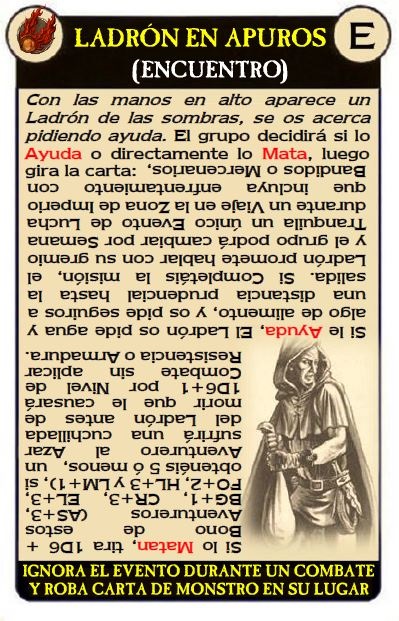 LADRÓN EN APUROS
E
(ENCUENTRO)
Con las manos en alto aparece un
Ladrón de las sombras, se os acerca
pidiendo ayuda. El grupo decidirá si lo
Ayuda o directamente lo Mata, luego
gira la carta:
Si lo Matan, tira 1D6 +
Bono de estos
Aventureros (AS+3,
BG+1, CR+3, EL+3,
FO+2, HL+3 y LM+1), si
obtenéis 5 ó menos, un
Aventurero al Azar
sufrirá una cuchillada
del Ladrón antes de
morir que le causará
1D6+1 por Nivel de
Combate sin aplicar
Resistencia o Armadura.
Si le Ayuda, El Ladrón os pide agua y
algo de alimento, y os pide seguiros a
una distancia prudencial hasta la
salida. Si Completáis la misión, el
Ladrón promete hablar con su gremio
y el grupo podrá cambiar por Semana
Tranquila un único Evento de Lucha
durante un Viaje en la Zona de Imperio
que incluya enfrentamiento con
Bandidos o Mercenarios,
IGNORA EL EVENTO DURANTE UN COMBATE
Y ROBA CARTA DE MONSTRO EN SU LUGAR